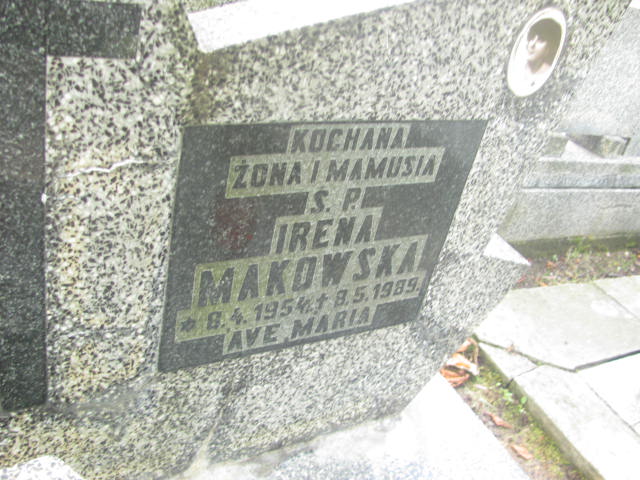 KOCHANA
ŻONA I MAMUSIA
Ś. P.
IRENA
MAKOWSKA
* 8.4.1954. † 8.5.1989.
AVE MARIA